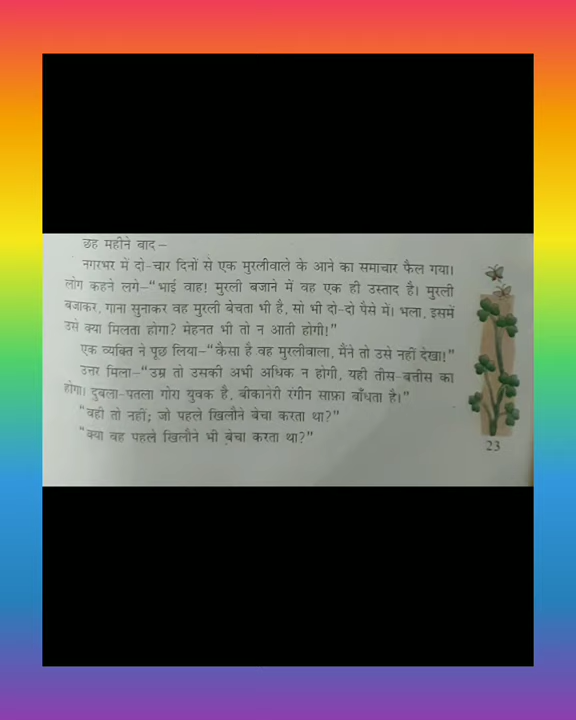 छह महीने बाद–
नगरभर में दो-चार दिनों से एक मुरलीवाले के आने का समाचार फैल गया।
लोग कहने लगे–“भाई वाह! मुरली बजाने में वह एक ही उस्ताद है। मुरली
बजाकर, गाना सुनाकर वह मुरली बेचता भी है, सो भी दो-दो पैसे में। भला, इसमें
उसे क्या मिलता होगा? मेहनत भी तो न आती होगी!”
एक व्यक्ति ने पूछ लिया–“कैसा है वह मुरलीवाला, मैंने तो उसे नहीं देखा!”
उत्तर मिला–“उम्र तो उसकी अभी अधिक न होगी, यही तीस-बत्तीस का
होगा। दुबला-पतला गोरा युवक है, बीकानेरी रंगीन साफ़ा बाँधता है।”
“वही तो नहीं; जो पहले खिलौने बेचा करता था?”
“क्या वह पहले खिलौने भी बेचा करता था?”
23